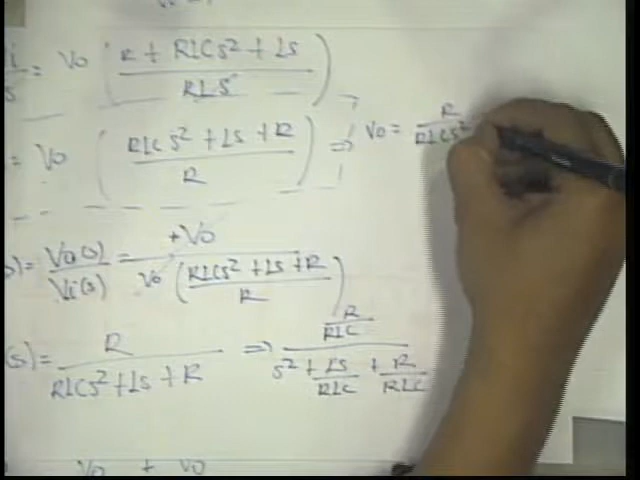 i/s = Vo ( R + RLCs² + Ls / RLs )
= Vo ( RLCs² + Ls + R / R ) => Vo = R / RLCs²
s) = Vo(s) / Vi(s) = +Vo / Vo ( RLCs² + Ls + R / R )
(s) = R / RLCs² + Ls + R => R/RLC / s² + Ls/RLC + R/RLC
Vo + Vo